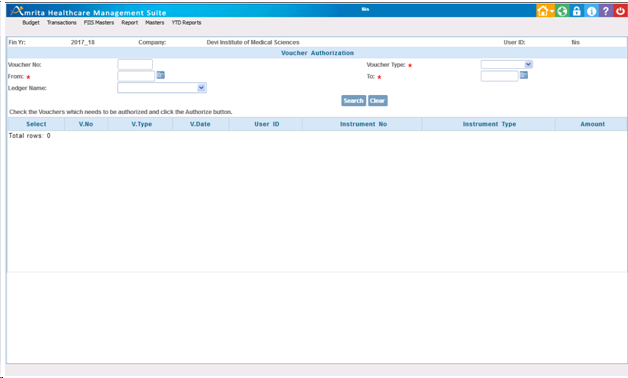 Amrita Healthcare Management Suite
fiis
Budget Transactions FIIS Masters Report Masters YTD Reports
Fin Yr: 2017_18 Company: Devi Institute of Medical Sciences User ID: fiis
Voucher Authorization
Voucher No: Voucher Type: *
From: * To: *
Ledger Name:
Search Clear
Check the Vouchers which needs to be authorized and click the Authorize button.
Select V.No V.Type V.Date User ID Instrument No Instrument Type Amount
Total rows: 0